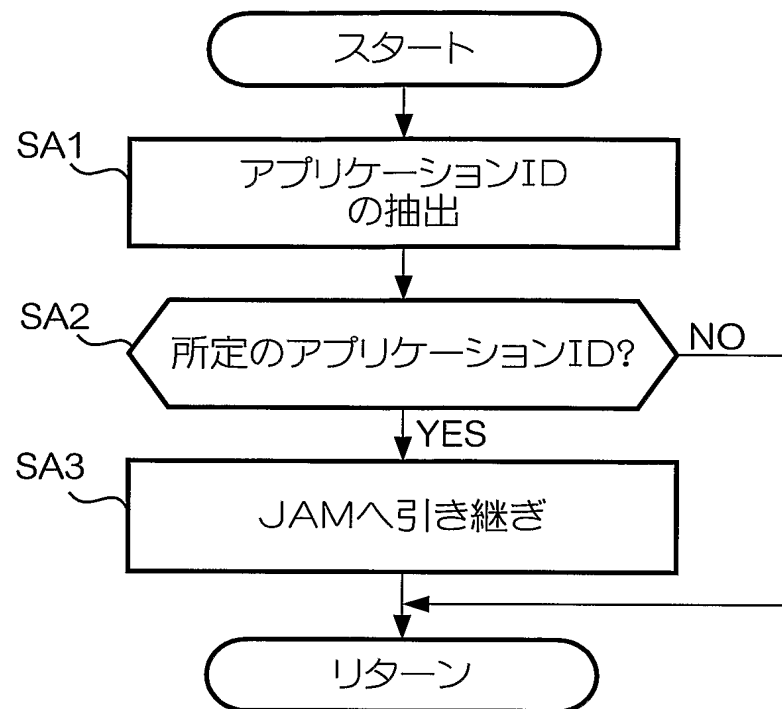 スタート
SA1
アプリケーションID
の抽出
SA2
所定のアプリケーションID?
NO
YES
SA3
JAMへ引き継ぎ
リターン